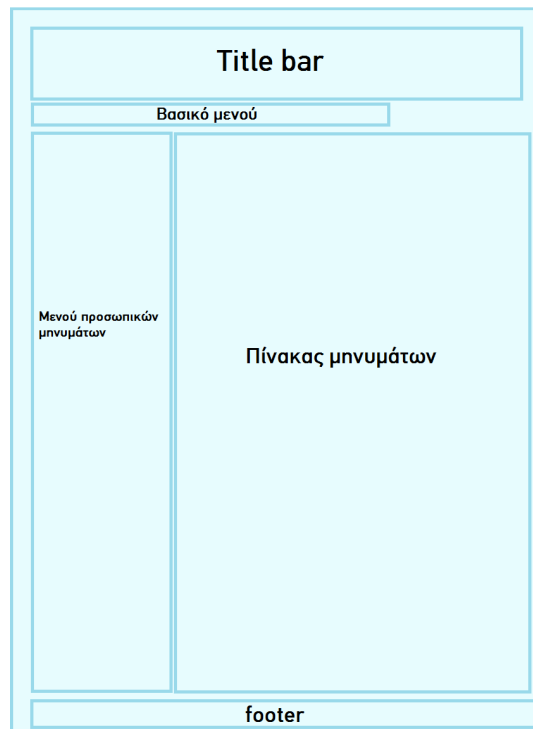 Title bar
Βασικό μενού
Μενού προσωπικών
μηνυμάτων
Πίνακας μηνυμάτων
footer